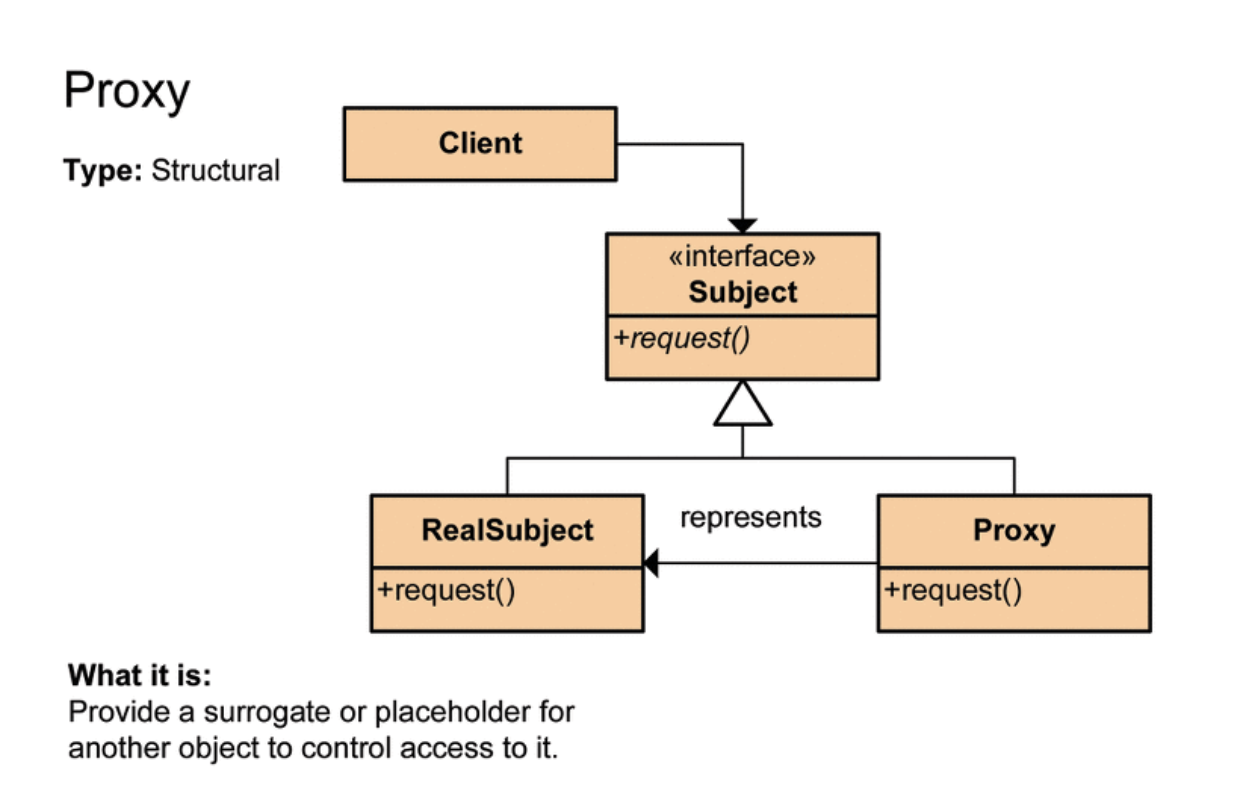 Proxy
Type: Structural
Client
«interface»
Subject
+request()
RealSubject
+request()
represents
Proxy
+request()
What it is:
Provide a surrogate or placeholder for
another object to control access to it.